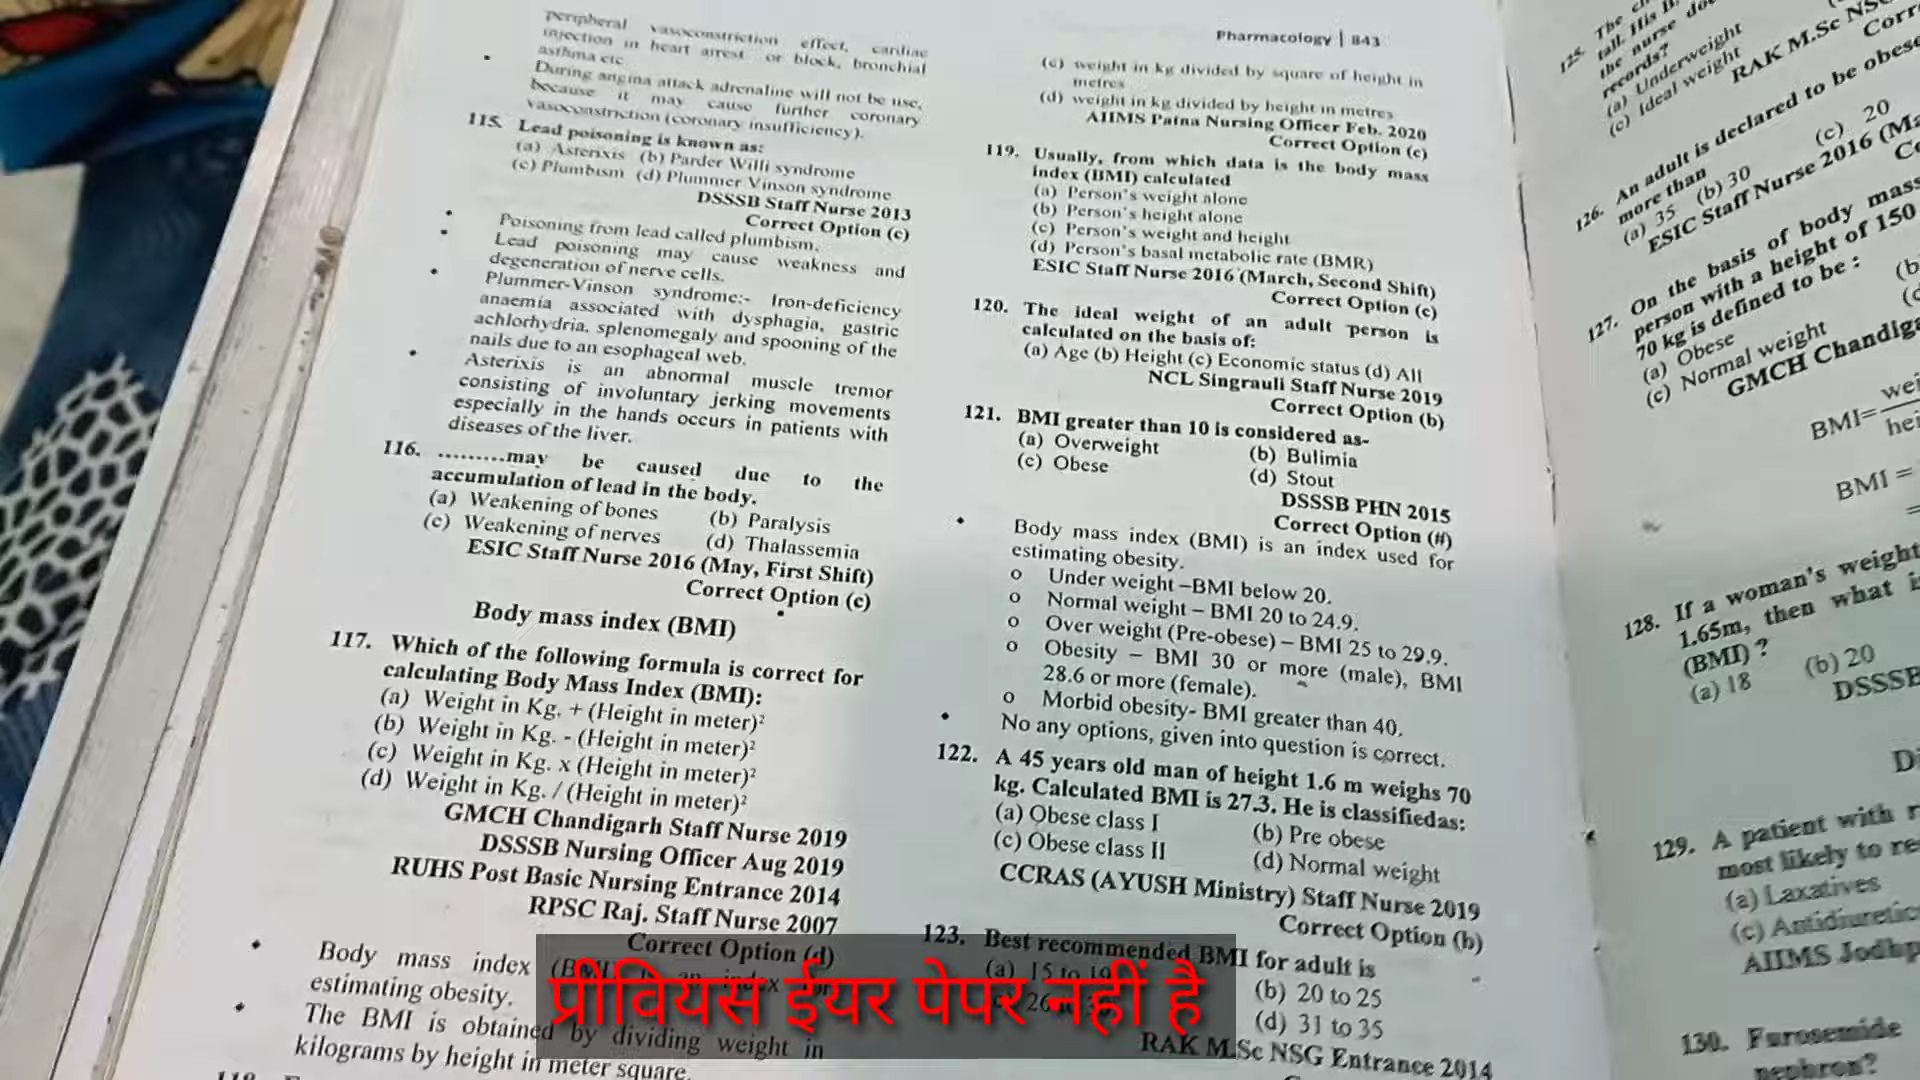 peripheral vasoconstriction effect, cardiac
injection in heart arrest or block, bronchial
asthma etc
During angina attack adrenaline will not be use,
because it may cause further coronary
vasoconstriction (coronary insufficiency).
115. Lead poisoning is known as:
(a) Asterixis (b) Parder Willi syndrome
(c) Plumbism (d) Plummer Vinson syndrome
DSSSB Staff Nurse 2013
Correct Option (c)
Poisoning from lead called plumbism.
Lead poisoning may cause weakness and
degeneration of nerve cells.
Plummer-Vinson syndrome:- Iron-deficiency
anaemia associated with dysphagia, gastric
achlorhydria, splenomegaly and spooning of the
nails due to an esophageal web.
Asterixis is an abnormal muscle tremor
consisting of involuntary jerking movements
especially in the hands occurs in patients with
diseases of the liver.
116. .........may be caused due to the
accumulation of lead in the body.
(a) Weakening of bones (b) Paralysis
(c) Weakening of nerves (d) Thalassemia
ESIC Staff Nurse 2016 (May, First Shift)
Correct Option (c)
Body mass index (BMI)
117. Which of the following formula is correct for
calculating Body Mass Index (BMI):
(a) Weight in Kg. + (Height in meter)²
(b) Weight in Kg. - (Height in meter)²
(c) Weight in Kg. x (Height in meter)²
(d) Weight in Kg. / (Height in meter)²
GMCH Chandigarh Staff Nurse 2019
DSSSB Nursing Officer Aug 2019
RUHS Post Basic Nursing Entrance 2014
RPSC Raj. Staff Nurse 2007
Correct Option (d)
Body mass index (BMI) is an index for
estimating obesity.
The BMI is obtained by dividing weight in
kilograms by height in meter square.
Pharmacology | 843
(c) weight in kg divided by square of height in
metres
(d) weight in kg divided by height in metres
AIIMS Patna Nursing Officer Feb. 2020
Correct Option (c)
119. Usually, from which data is the body mass
index (BMI) calculated
(a) Person's weight alone
(b) Person's height alone
(c) Person's weight and height
(d) Person's basal metabolic rate (BMR)
ESIC Staff Nurse 2016 (March, Second Shift)
Correct Option (c)
120. The ideal weight of an adult person is
calculated on the basis of:
(a) Age (b) Height (c) Economic status (d) All
NCL Singrauli Staff Nurse 2019
Correct Option (b)
121. BMI greater than 10 is considered as-
(a) Overweight (b) Bulimia
(c) Obese (d) Stout
DSSSB PHN 2015
Correct Option (#)
Body mass index (BMI) is an index used for
estimating obesity.
o Under weight –BMI below 20.
o Normal weight – BMI 20 to 24.9.
o Over weight (Pre-obese) – BMI 25 to 29.9.
o Obesity – BMI 30 or more (male), BMI
28.6 or more (female).
o Morbid obesity- BMI greater than 40.
No any options, given into question is correct.
122. A 45 years old man of height 1.6 m weighs 70
kg. Calculated BMI is 27.3. He is classifiedas:
(a) Obese class I (b) Pre obese
(c) Obese class II (d) Normal weight
CCRAS (AYUSH Ministry) Staff Nurse 2019
Correct Option (b)
123. Best recommended BMI for adult is
(a) 15 to 19 (b) 20 to 25
(d) 31 to 35
RAK M.Sc NSG Entrance 2014
125. The
tall. His
the nurse
records?
(a) Underweight
(c) Ideal weight
RAK M.Sc
126. An adult is declared to be obese
more than
(a) 35 (b) 30 (c) 20
ESIC Staff Nurse 2016
127. On the basis of body mass
person with a height of 150
70 kg is defined to be :
(a) Obese
(c) Normal weight
GMCH
BMI=
BMI =
128. If a woman's weight
1.65m, then what
(BMI) ?
(a) 18 (b) 20
DSSSB
129. A patient with
most likely to
(a) Laxatives
(c)
AIIMS
130. Furosemide
nephron?
प्रीवियस ईयर पेपर नहीं है